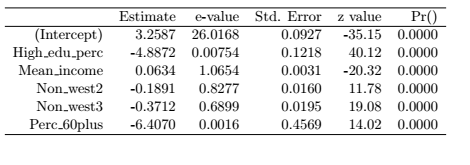 Estimate e-value Std. Error z value Pr()
(Intercept) 3.2587 26.0168 0.0927 -35.15 0.0000
High_edu_perc -4.8872 0.00754 0.1218 40.12 0.0000
Mean_income 0.0634 1.0654 0.0031 -20.32 0.0000
Non_west2 -0.1891 0.8277 0.0160 11.78 0.0000
Non_west3 -0.3712 0.6899 0.0195 19.08 0.0000
Perc_60plus -6.4070 0.0016 0.4569 14.02 0.0000